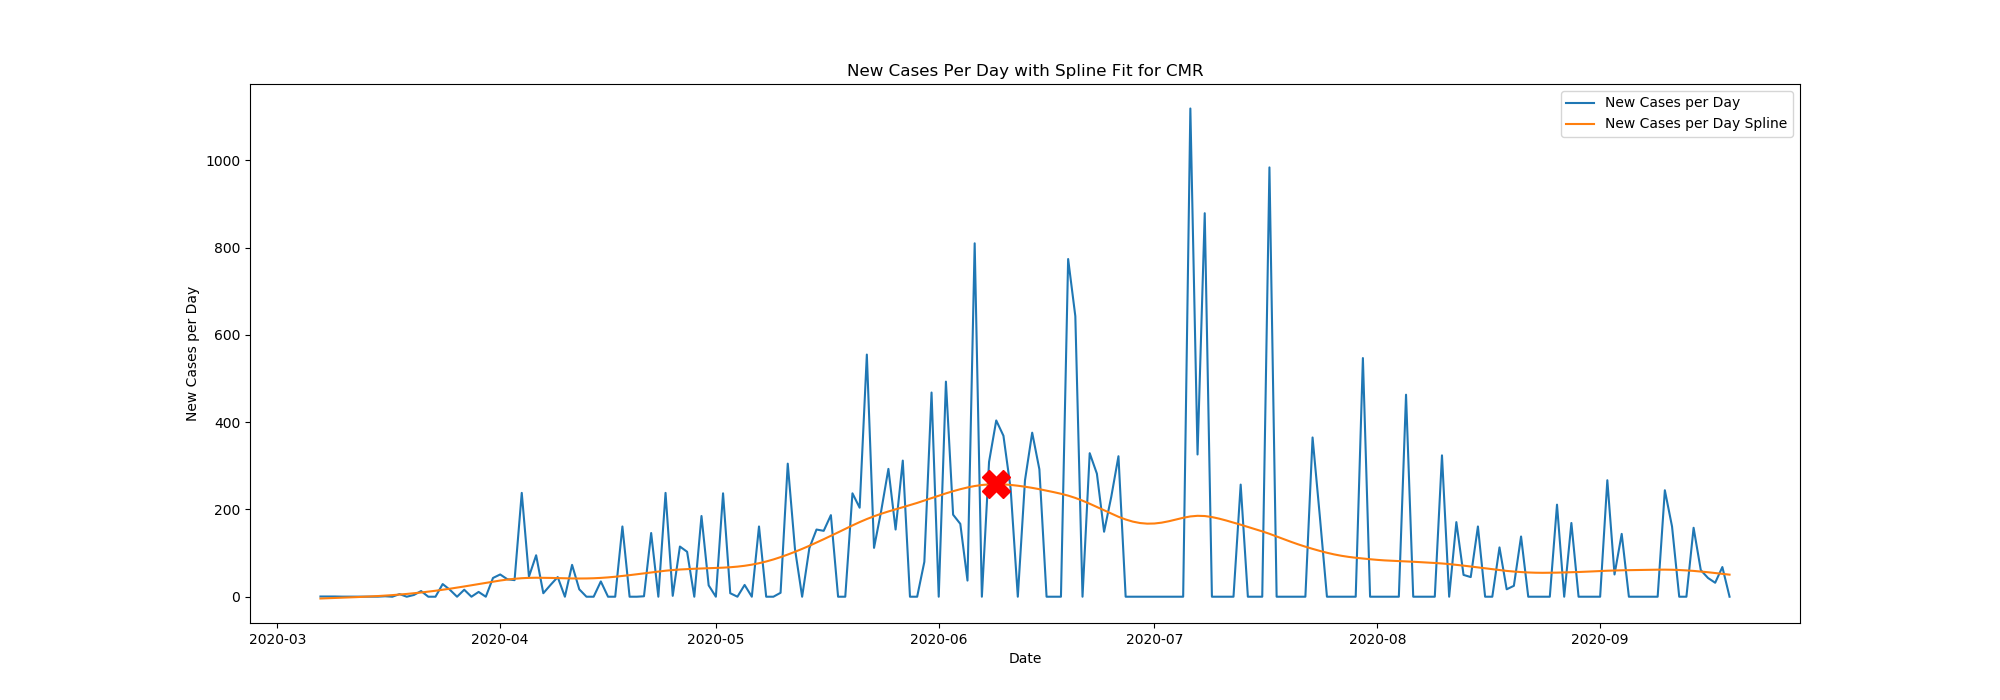 New Cases Per Day with Spline Fit for CMR
New Cases per Day
New Cases per Day Spline
1000
800
600
400
200
0
New Cases per Day
2020-03 2020-04 2020-05 2020-06 2020-07 2020-08 2020-09
Date